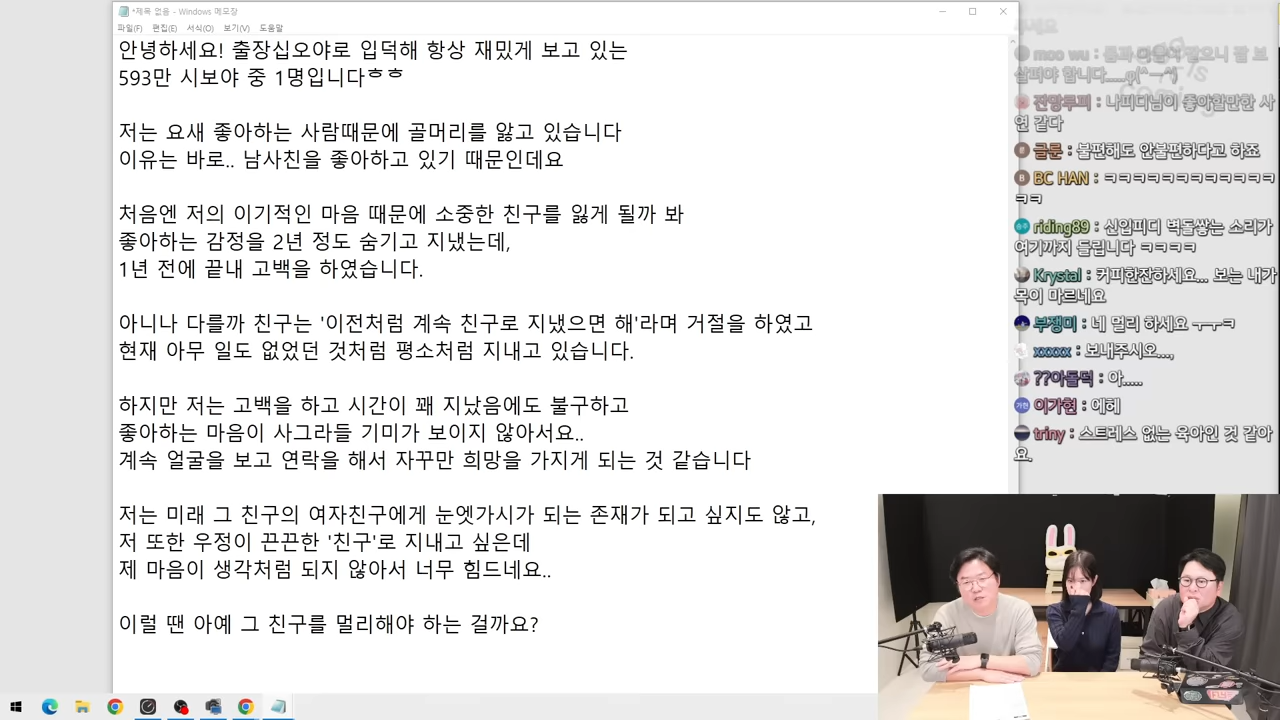 *제목 없음 - Windows 메모장
파일(F) 편집(E) 서식(O) 보기(V) 도움말
안녕하세요! 출장십오야로 입덕해 항상 재밌게 보고 있는
593만 시보야 중 1명입니다ㅎㅎ
저는 요새 좋아하는 사람때문에 골머리를 앓고 있습니다
이유는 바로.. 남사친을 좋아하고 있기 때문인데요
처음엔 저의 이기적인 마음 때문에 소중한 친구를 잃게 될까 봐
좋아하는 감정을 2년 정도 숨기고 지냈는데,
1년 전에 끝내 고백을 하였습니다.
아니나 다를까 친구는 '이전처럼 계속 친구로 지냈으면 해'라며 거절을 하였고
현재 아무 일도 없었던 것처럼 평소처럼 지내고 있습니다.
하지만 저는 고백을 하고 시간이 꽤 지났음에도 불구하고
좋아하는 마음이 사그라들 기미가 보이지 않아서요..
계속 얼굴을 보고 연락을 해서 자꾸만 희망을 가지게 되는 것 같습니다
저는 미래 그 친구의 여자친구에게 눈엣가시가 되는 존재가 되고 싶지도 않고,
저 또한 우정이 끈끈한 '친구'로 지내고 싶은데
제 마음이 생각처럼 되지 않아서 너무 힘드네요..
이럴 땐 아예 그 친구를 멀리해야 하는 걸까요?
moo wu :
살펴야 합니다
잔망루피 : 나피디님이 좋아할만한 사
연 같다
글룬 : 불편해도 안불편하다고 하죠
BC HAN : ㅋㅋㅋㅋㅋㅋㅋㅋㅋㅋㅋㅋ
ㅋㅋ
riding89 : 신입피디 벽돌쌓는 소리가
여기까지 들립니다 ㅋㅋㅋㅋ
Krystal : 커피한잔하세요... 보는 내가
목이 마르네요
부쟁미 : 네 멀리 하세요 ㅜㅜㅋ
xxxxx : 보내주시오...,
??아돌덕 : 아.....
이가현 : 에헤
triny : 스트레스 없는 육아인 것 같아
요.